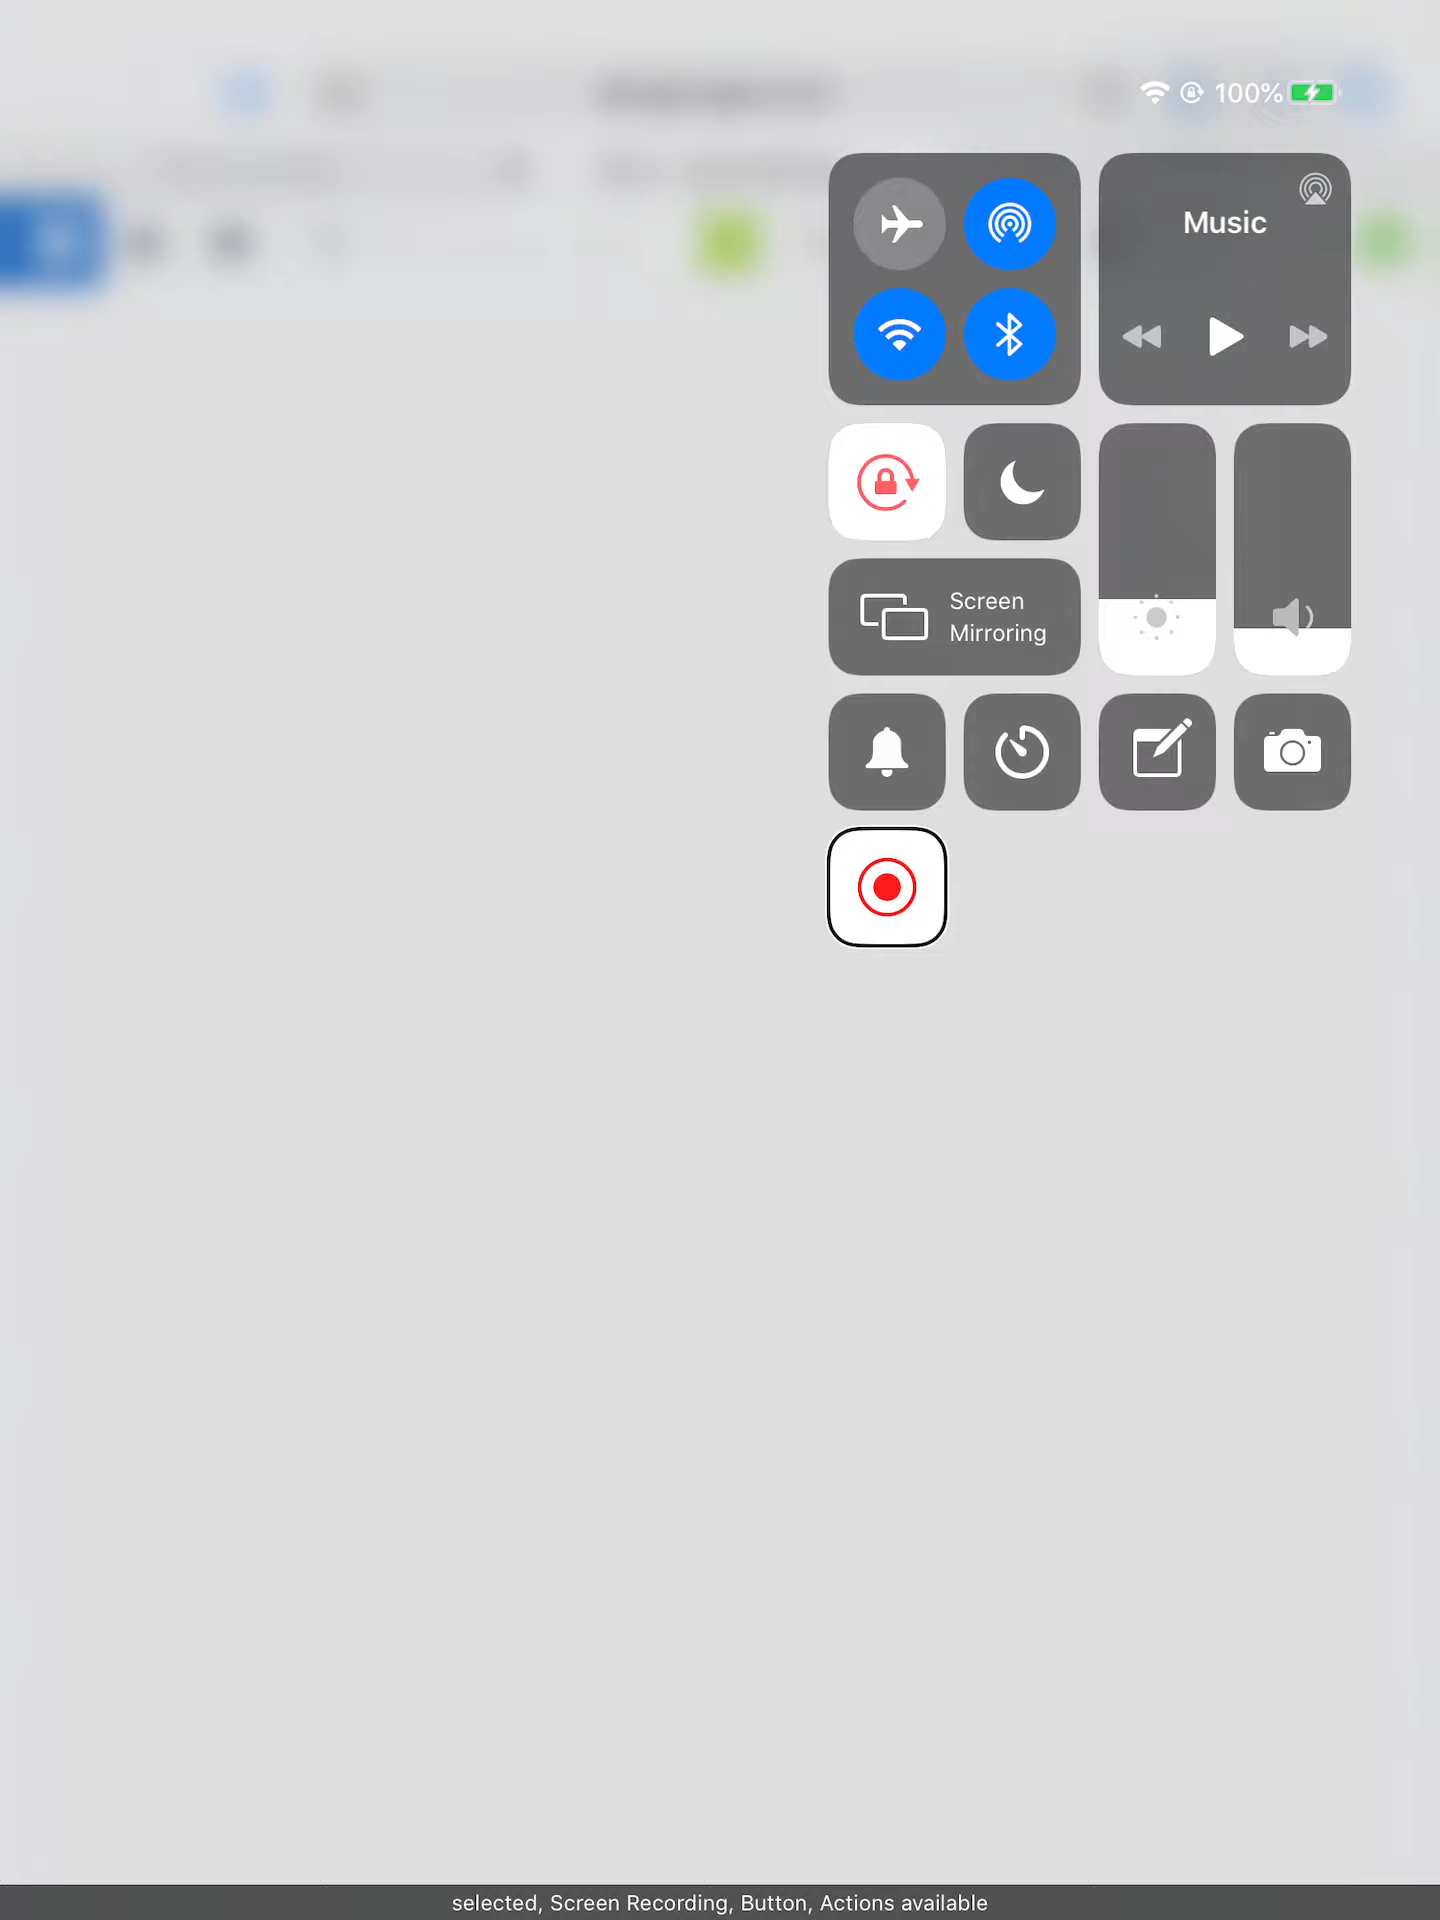 100%
Music
Screen
Mirroring
selected, Screen Recording, Button, Actions available